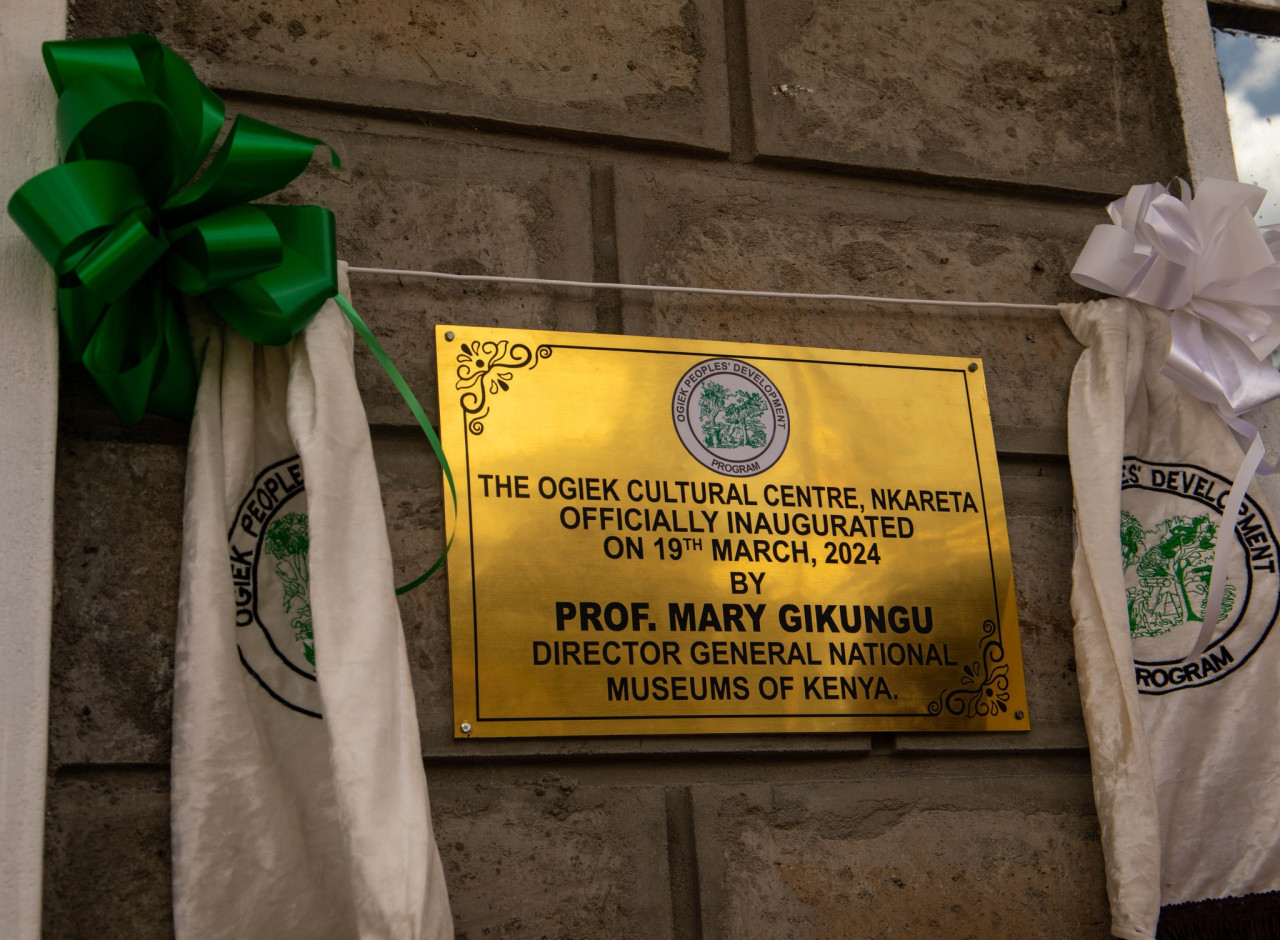 OGIEK PEOPLES' DEVELOPMENT
PROGRAM
THE OGIEK CULTURAL CENTRE, NKARETA
OFFICIALLY INAUGURATED
ON 19TH MARCH, 2024
BY
PROF. MARY GIKUNGU
DIRECTOR GENERAL NATIONAL
MUSEUMS OF KENYA.
OGIEK PEOPLE
ES' DEVELOPMENT
ROGRAM